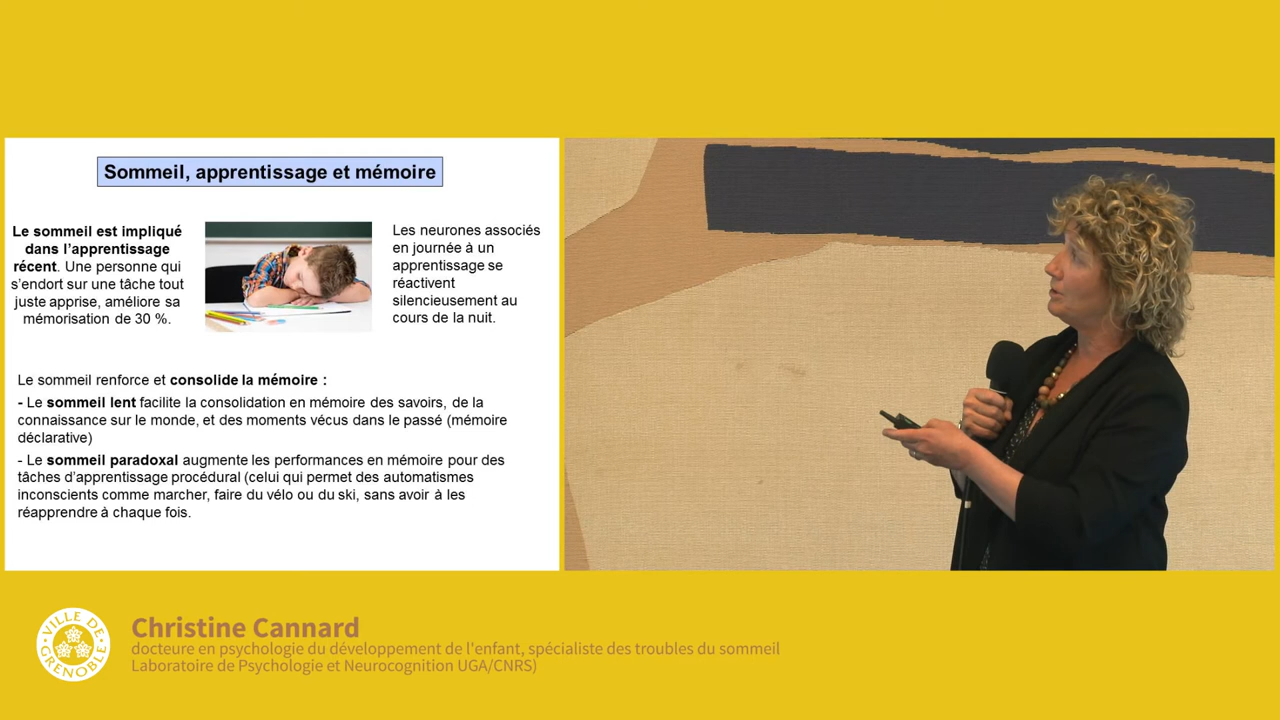 Sommeil, apprentissage et mémoire
Le sommeil est impliqué
dans l’apprentissage
récent. Une personne qui
s’endort sur une tâche tout
juste apprise, améliore sa
mémorisation de 30 %.
Les neurones associés
en journée à un
apprentissage se
réactivent
silencieusement au
cours de la nuit.
Le sommeil renforce et consolide la mémoire :
- Le sommeil lent facilite la consolidation en mémoire des savoirs, de la
connaissance sur le monde, et des moments vécus dans le passé (mémoire
déclarative)
- Le sommeil paradoxal augmente les performances en mémoire pour des
tâches d’apprentissage procédural (celui qui permet des automatismes
inconscients comme marcher, faire du vélo ou du ski, sans avoir à les
réapprendre à chaque fois.
VILLE DE
GRENOBLE
Christine Cannard
docteure en psychologie du développement de l'enfant, spécialiste des troubles du sommeil
Laboratoire de Psychologie et Neurocognition UGA/CNRS)